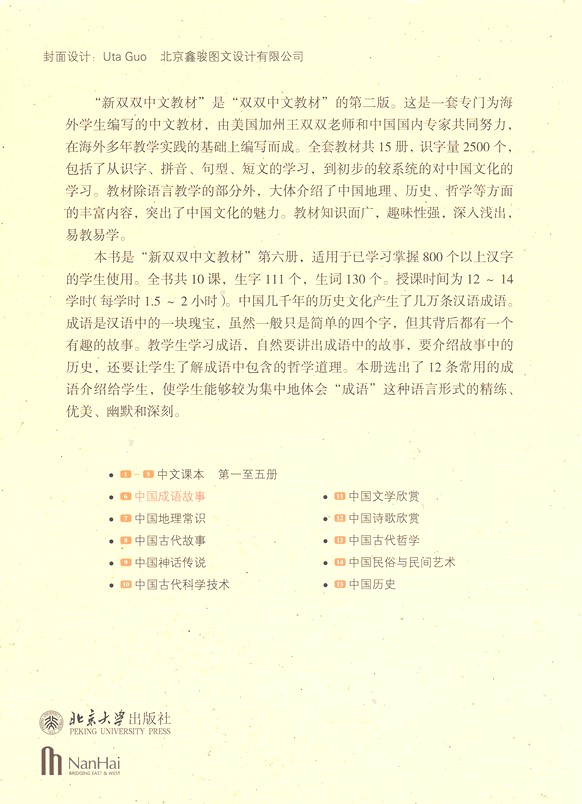 封面设计：Uta Guo 北京鑫骏图文设计有限公司
“新双双中文教材”是“双双中文教材”的第二版。这是一套专门为海
外学生编写的中文教材，由美国加州王双双老师和中国国内专家共同努力，
在海外多年教学实践的基础上编写而成。全套教材共 15 册，识字量 2500 个，
包括了从识字、拼音、句型、短文的学习，到初步的较系统的对中国文化的
学习。教材除语言教学的部分外，大体介绍了中国地理、历史、哲学等方面
的丰富内容，突出了中国文化的魅力。教材知识面广，趣味性强，深入浅出，
易教易学。
本书是“新双双中文教材”第六册，适用于已学习掌握 800 个以上汉字
的学生使用。全书共 10 课，生字 111 个，生词 130 个。授课时间为 12 ～ 14
学时（每学时 1.5 ～ 2 小时）。中国几千年的历史文化产生了几万条汉语成语。
成语是汉语中的一块瑰宝，虽然一般只是简单的四个字，但其背后都有一个
有趣的故事。教学生学习成语，自然要讲出成语中的故事，要介绍故事中的
历史，还要让学生了解成语中包含的哲学道理。本册选出了 12 条常用的成
语介绍给学生，使学生能够较为集中地体会“成语”这种语言形式的精练、
优美、幽默和深刻。
• 1 – 5 中文课本 第一至五册
• 6 中国成语故事
• 7 中国地理常识
• 8 中国古代故事
• 9 中国神话传说
• 10 中国古代科学技术
• 11 中国文学欣赏
• 12 中国诗歌欣赏
• 13 中国古代哲学
• 14 中国民俗与民间艺术
• 15 中国历史
北京大学出版社
PEKING UNIVERSITY PRESS
NanHai
BRIDGING EAST & WEST